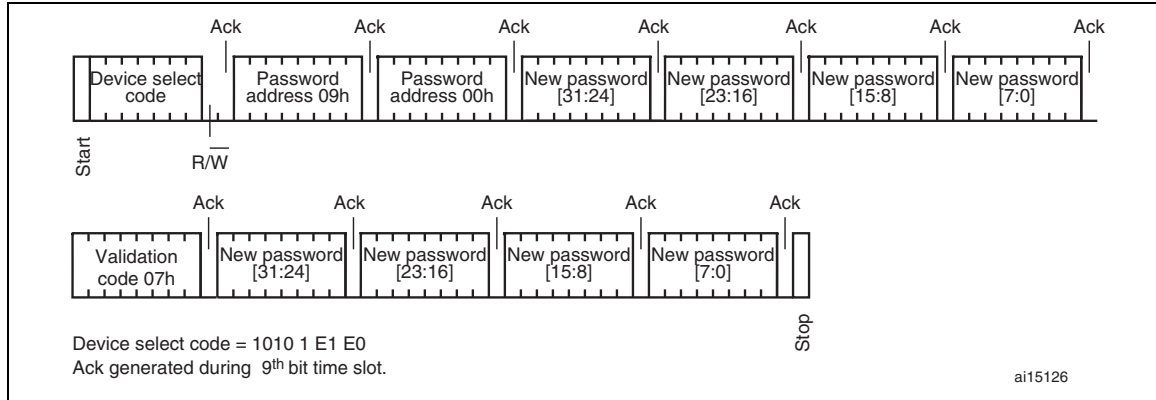 Ack Ack Ack Ack Ack Ack Ack
Device select code
Password address 09h
Password address 00h
New password [31:24]
New password [23:16]
New password [15:8]
New password [7:0]
Start
R/W̅
Ack Ack Ack Ack Ack
Validation code 07h
New password [31:24]
New password [23:16]
New password [15:8]
New password [7:0]
Stop
Device select code = 1010 1 E1 E0
Ack generated during 9th bit time slot.
ai15126